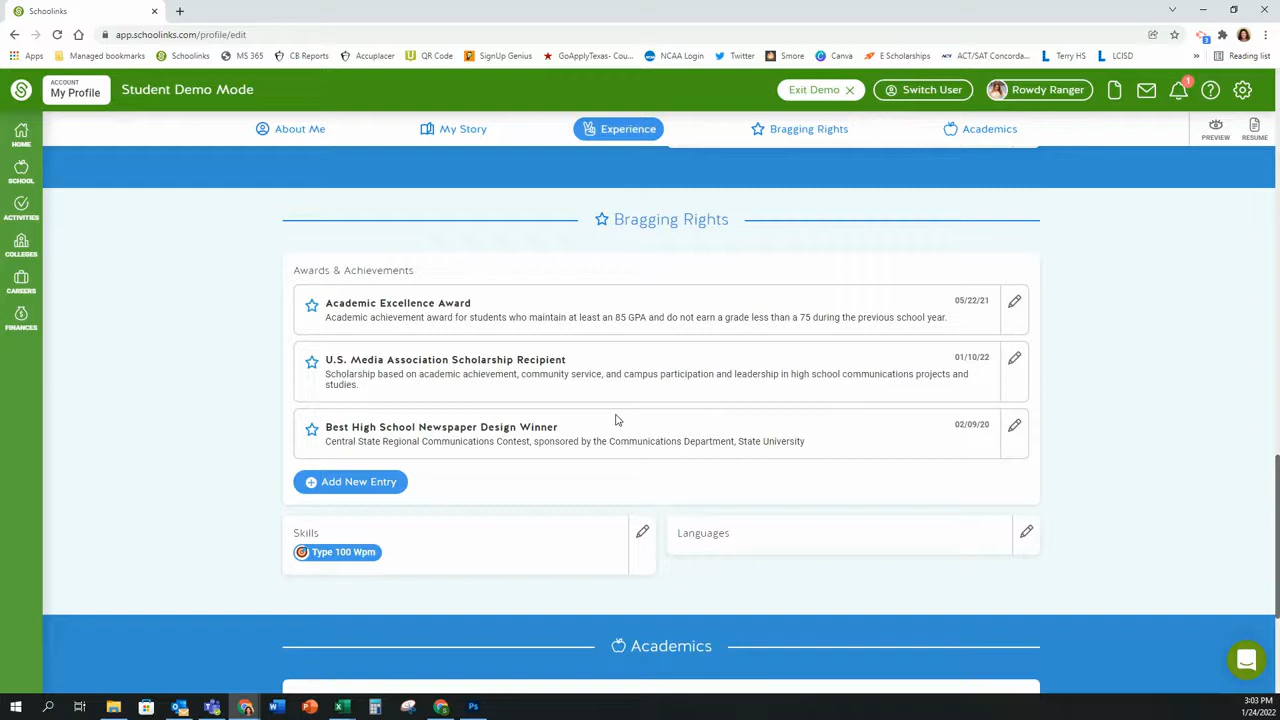 Schoolinks
app.schoolinks.com/profile/edit
Apps Managed bookmarks Schoolinks MS 365 CB Reports Accuplacer QR Code SignUp Genius GoApplyTexas- Cou... NCAA Login Twitter Smore Canva E Scholarships ACT/SAT Concorda... Terry HS LCISD » Reading list
ACCOUNT
My Profile
Student Demo Mode
Exit Demo
Switch User
Rowdy Ranger
1
HOME
SCHOOL
ACTIVITIES
COLLEGES
CAREERS
FINANCES
About Me My Story Experience Bragging Rights Academics
PREVIEW RESUME
Bragging Rights
Awards & Achievements
Academic Excellence Award 05/22/21
Academic achievement award for students who maintain at least an 85 GPA and do not earn a grade less than a 75 during the previous school year.
U.S. Media Association Scholarship Recipient 01/10/22
Scholarship based on academic achievement, community service, and campus participation and leadership in high school communications projects and
studies.
Best High School Newspaper Design Winner 02/09/20
Central State Regional Communications Contest, sponsored by the Communications Department, State University
Add New Entry
Skills
Type 100 Wpm
Languages
Academics
3:03 PM
1/24/2022